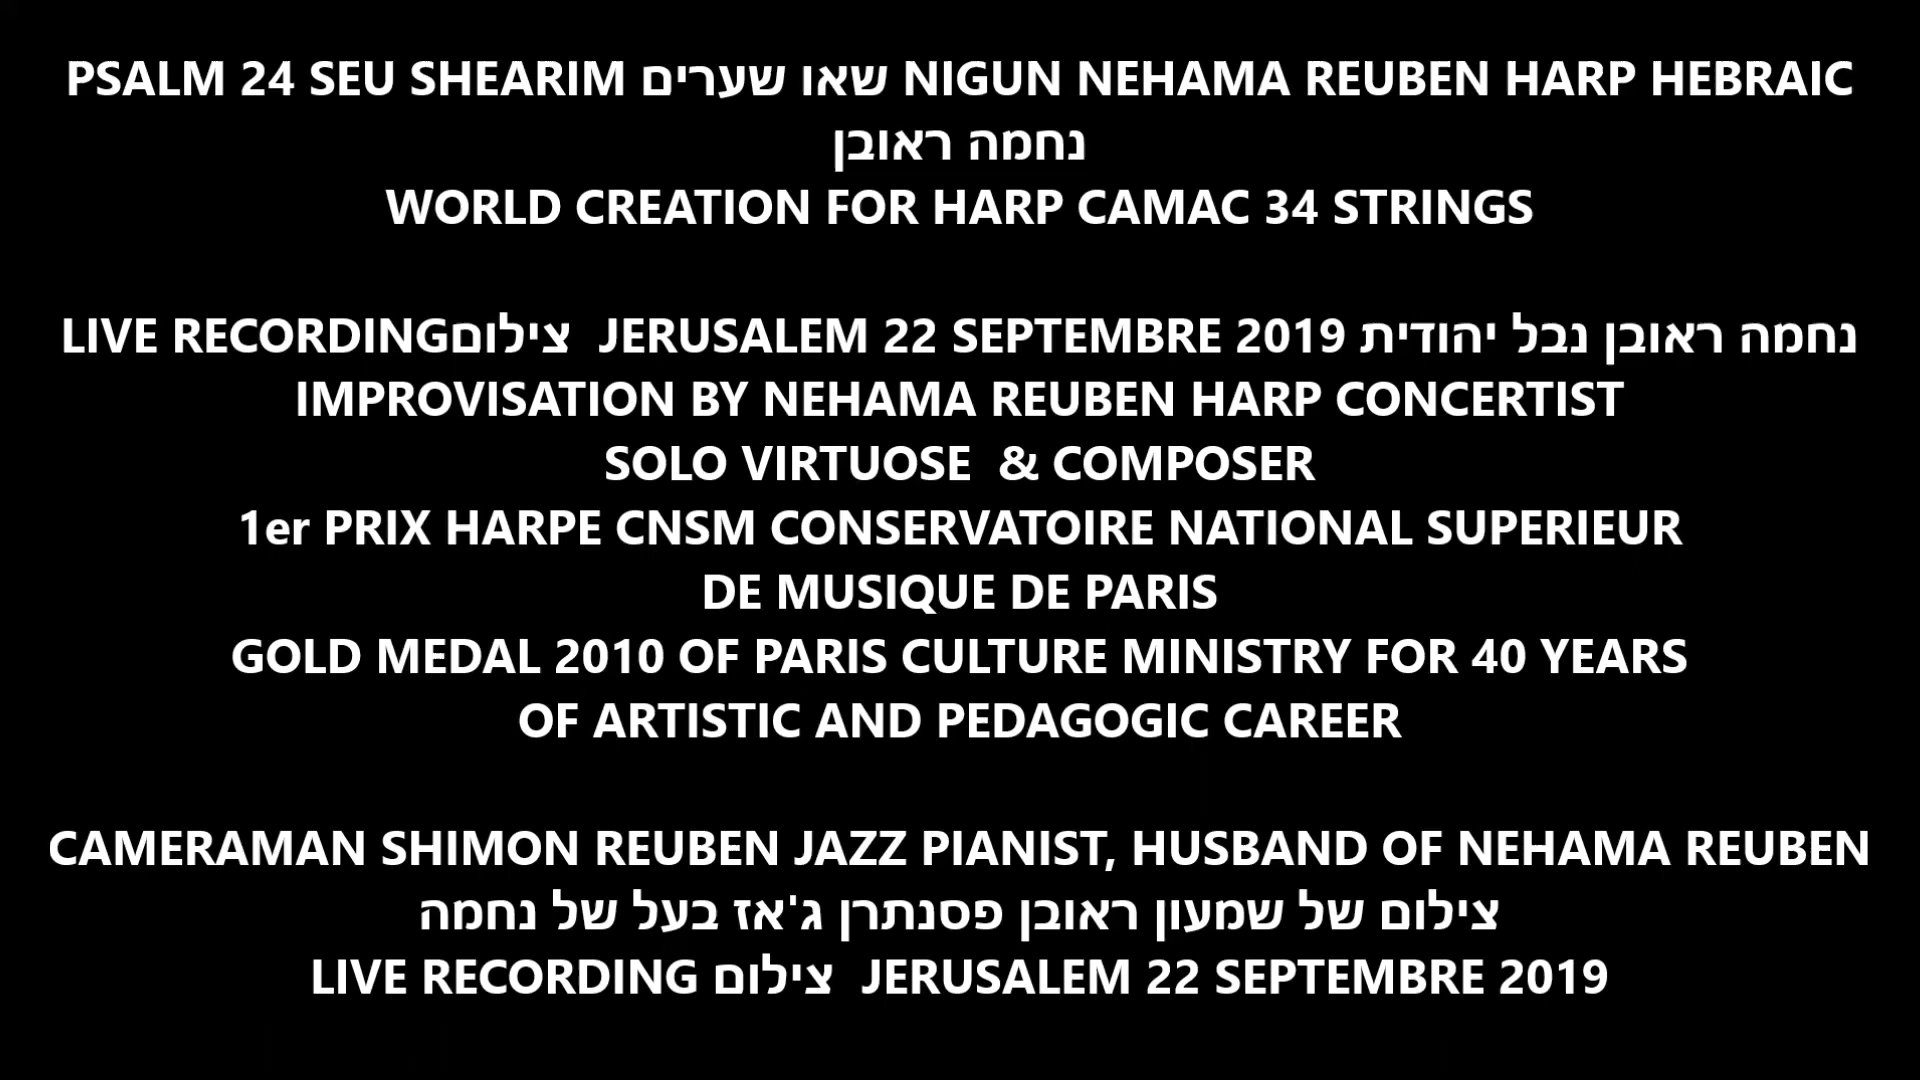 PSALM 24 SEU SHEARIM שאו שערים NIGUN NEHAMA REUBEN HARP HEBRAIC
נחמה ראובן
WORLD CREATION FOR HARP CAMAC 34 STRINGS
LIVE RECORDINGצילום  JERUSALEM 22 SEPTEMBRE 2019 נחמה ראובן נבל יהודית
IMPROVISATION BY NEHAMA REUBEN HARP CONCERTIST
SOLO VIRTUOSE  & COMPOSER
1er PRIX HARPE CNSM CONSERVATOIRE NATIONAL SUPERIEUR
DE MUSIQUE DE PARIS
GOLD MEDAL 2010 OF PARIS CULTURE MINISTRY FOR 40 YEARS
OF ARTISTIC AND PEDAGOGIC CAREER
CAMERAMAN SHIMON REUBEN JAZZ PIANIST, HUSBAND OF NEHAMA REUBEN
צילום של שמעון ראובן פסנתרן ג'אז בעל של נחמה
LIVE RECORDING צילום  JERUSALEM 22 SEPTEMBRE 2019